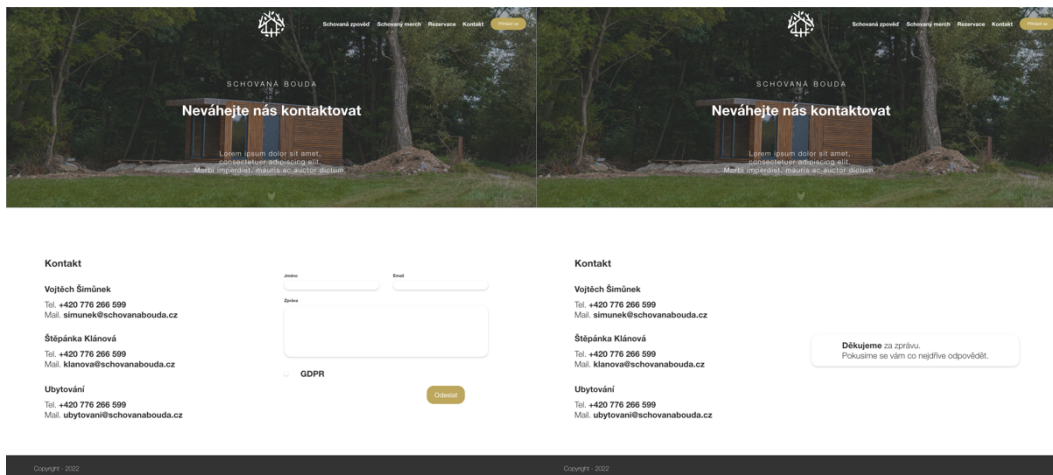 Schovaná zpověď Schovaný merch Rezervace Kontakt Přihlásit se
SCHOVANÁ BOUDA
Neváhejte nás kontaktovat
Lorem ipsum dolor sit amet,
consectetuer adipiscing elit.
Morbi imperdist, mauris ac auctor dictum.
Kontakt
Vojtěch Šimůnek
Tel. +420 776 266 599
Mail. simunek@schovanabouda.cz
Štěpánka Klánová
Tel. +420 776 266 599
Mail. klanova@schovanabouda.cz
Ubytování
Tel. +420 776 266 599
Mail. ubytovani@schovanabouda.cz
Jméno
Email
Zpráva
GDPR
Odeslat
Copyright - 2022
Schovaná zpověď Schovaný merch Rezervace Kontakt Přihlásit se
SCHOVANÁ BOUDA
Neváhejte nás kontaktovat
Lorem ipsum dolor sit amet,
consectetuer adipiscing elit.
Morbi imperdist, mauris ac auctor dictum.
Kontakt
Vojtěch Šimůnek
Tel. +420 776 266 599
Mail. simunek@schovanabouda.cz
Štěpánka Klánová
Tel. +420 776 266 599
Mail. klanova@schovanabouda.cz
Ubytování
Tel. +420 776 266 599
Mail. ubytovani@schovanabouda.cz
Děkujeme za zprávu.
Pokusíme se vám co nejdříve odpovědět.
Copyright - 2022